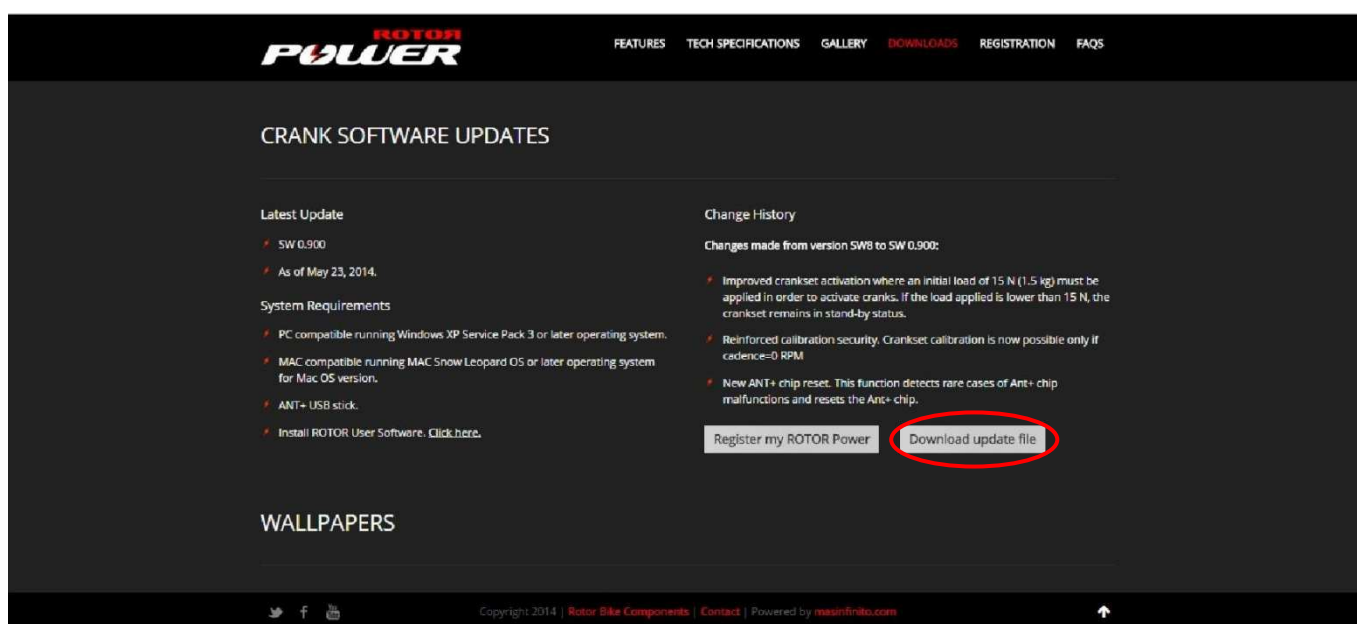 ROTOR
POWER
FEATURES TECH SPECIFICATIONS GALLERY DOWNLOADS REGISTRATION FAQS
CRANK SOFTWARE UPDATES
Latest Update
SW 0.900
As of May 23, 2014.
System Requirements
PC compatible running Windows XP Service Pack 3 or later operating system.
MAC compatible running MAC Snow Leopard OS or later operating system
for Mac OS version.
ANT+ USB stick.
Install ROTOR User Software. Click here.
Change History
Changes made from version SW8 to SW 0.900:
Improved crankset activation where an initial load of 15 N (1.5 kg) must be
applied in order to activate cranks. If the load applied is lower than 15 N, the
crankset remains in stand-by status.
Reinforced calibration security. Crankset calibration is now possible only if
cadence=0 RPM
New ANT+ chip reset. This function detects rare cases of Ant+ chip
malfunctions and resets the Ant+ chip.
Register my ROTOR Power Download update file
WALLPAPERS
Copyright 2014 | Rotor Bike Components | Contact | Powered by masinfinito.com